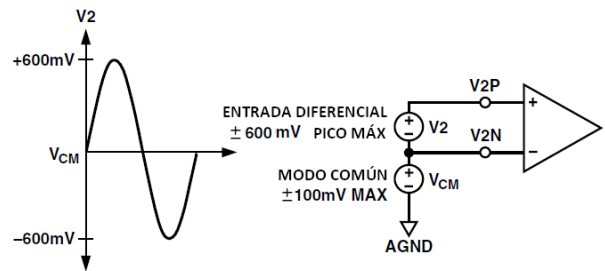 V2
+600mV
V2P
ENTRADA DIFERENCIAL
± 600 mV PICO MÁX
+
−
V2
+
V2N
−
V_CM
MODO COMÚN
±100mV MAX
+
−
V_CM
−600mV
AGND